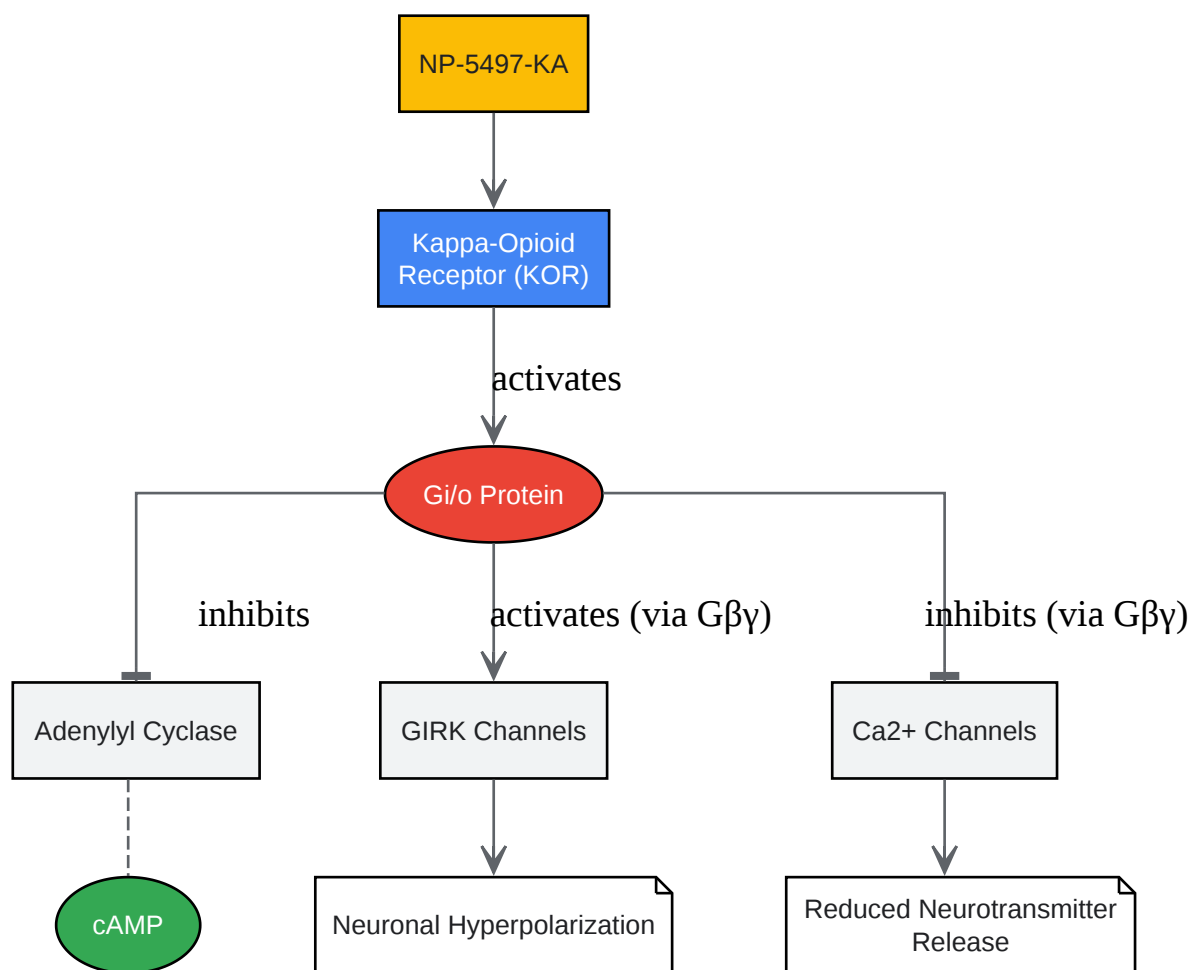 NP-5497-KA
Kappa-Opioid
Receptor (KOR)
activates
Gi/o Protein
inhibits
activates (via Gβγ)
inhibits (via Gβγ)
Adenylyl Cyclase
GIRK Channels
Ca2+ Channels
cAMP
Neuronal Hyperpolarization
Reduced Neurotransmitter
Release